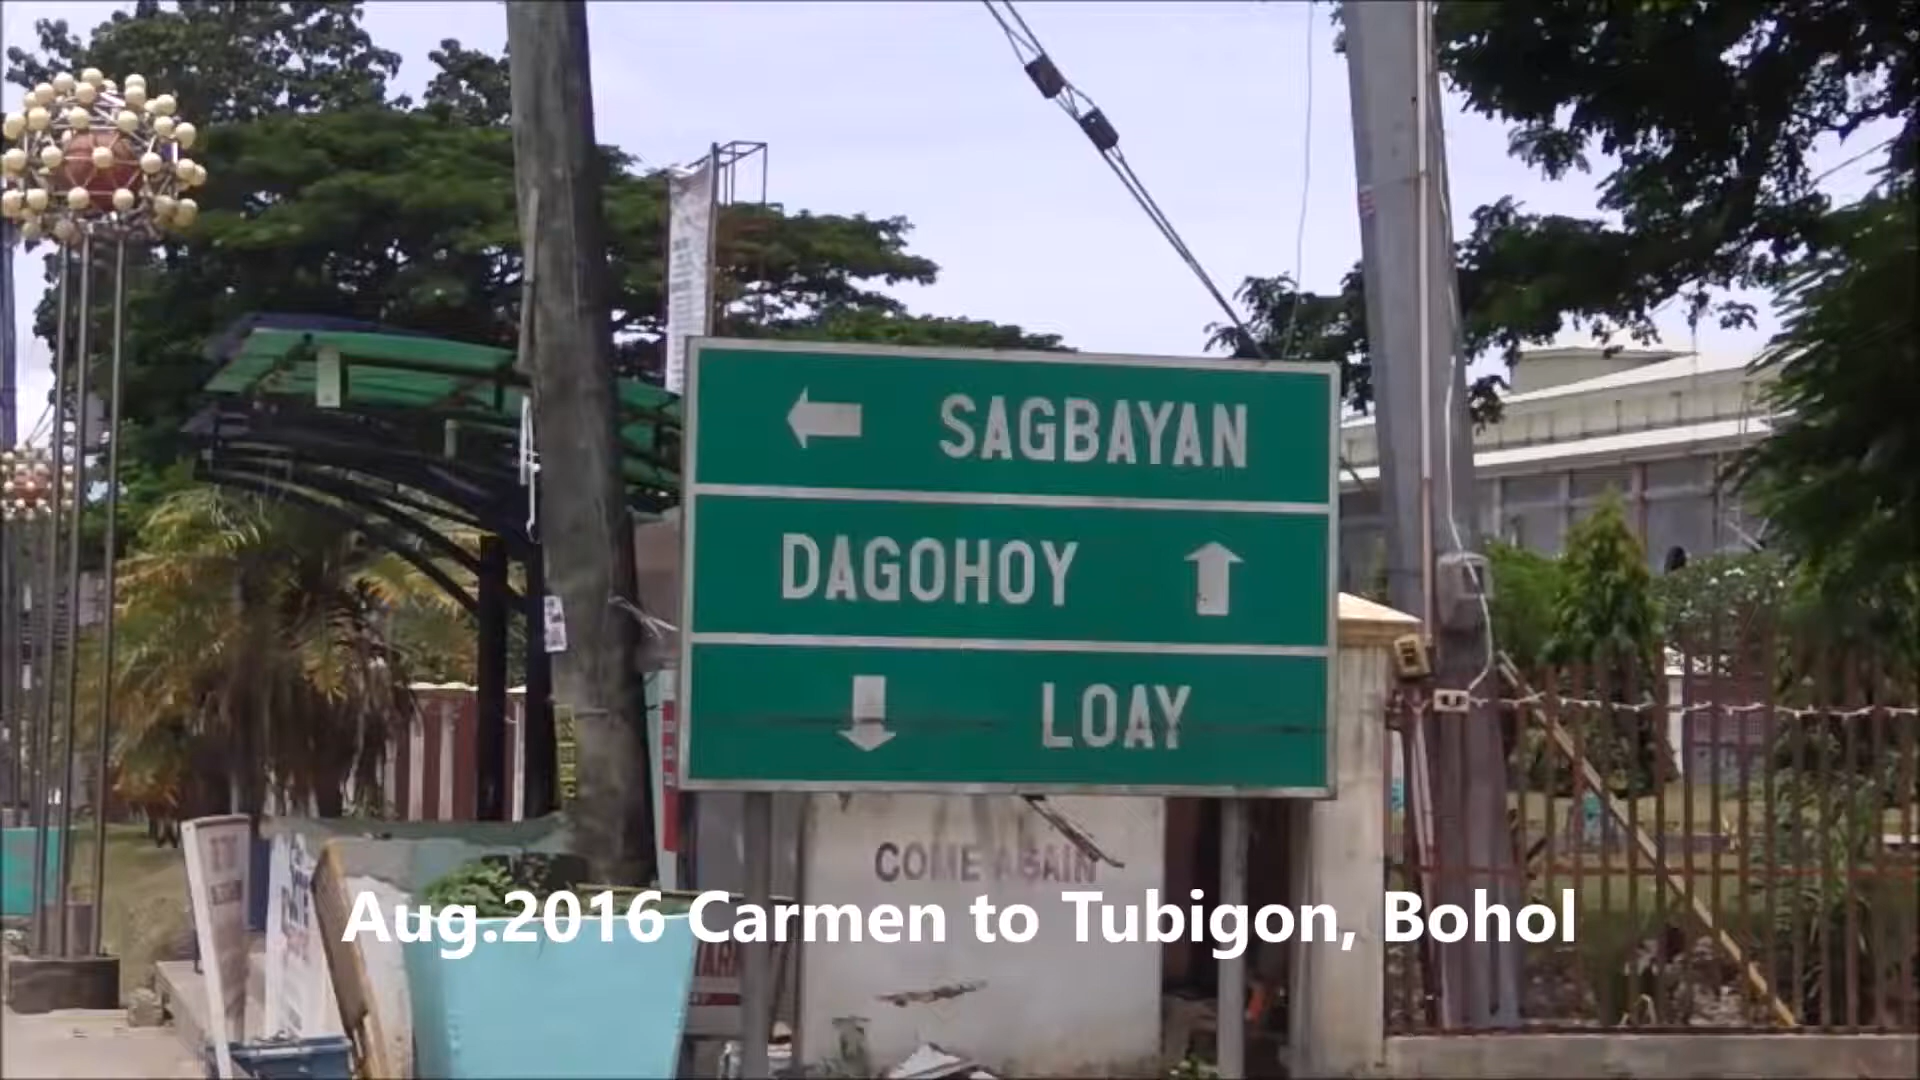 SAGBAYAN
DAGOHOY
LOAY
COME AGAIN
Aug.2016 Carmen to Tubigon, Bohol